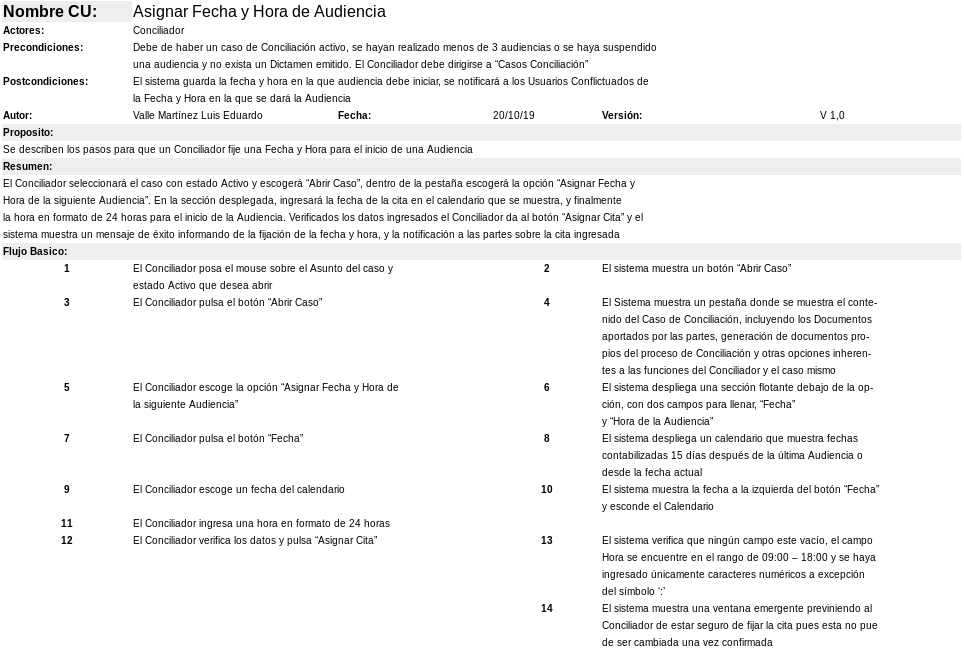 Nombre CU: Asignar Fecha y Hora de Audiencia
Actores: Conciliador
Precondiciones: Debe de haber un caso de Conciliación activo, se hayan realizado menos de 3 audiencias o se haya suspendido
una audiencia y no exista un Dictamen emitido. El Conciliador debe dirigirse a “Casos Conciliación”
Postcondiciones: El sistema guarda la fecha y hora en la que audiencia debe iniciar, se notificará a los Usuarios Conflictuados de
la Fecha y Hora en la que se dará la Audiencia
Autor: Valle Martínez Luis Eduardo Fecha: 20/10/19 Versión: V 1,0
Proposito:
Se describen los pasos para que un Conciliador fije una Fecha y Hora para el inicio de una Audiencia
Resumen:
El Conciliador seleccionará el caso con estado Activo y escogerá “Abrir Caso”, dentro de la pestaña escogerá la opción “Asignar Fecha y
Hora de la siguiente Audiencia”. En la sección desplegada, ingresará la fecha de la cita en el calendario que se muestra, y finalmente
la hora en formato de 24 horas para el inicio de la Audiencia. Verificados los datos ingresados el Conciliador da al botón “Asignar Cita” y el
sistema muestra un mensaje de éxito informando de la fijación de la fecha y hora, y la notificación a las partes sobre la cita ingresada
Flujo Basico:
1 El Conciliador posa el mouse sobre el Asunto del caso y
estado Activo que desea abrir
2 El sistema muestra un botón “Abrir Caso”
3 El Conciliador pulsa el botón “Abrir Caso”
4 El Sistema muestra un pestaña donde se muestra el conte-
nido del Caso de Conciliación, incluyendo los Documentos
aportados por las partes, generación de documentos pro-
pios del proceso de Conciliación y otras opciones inheren-
tes a las funciones del Conciliador y el caso mismo
5 El Conciliador escoge la opción “Asignar Fecha y Hora de
la siguiente Audiencia”
6 El sistema despliega una sección flotante debajo de la op-
ción, con dos campos para llenar, “Fecha”
y “Hora de la Audiencia”
7 El Conciliador pulsa el botón “Fecha”
8 El sistema despliega un calendario que muestra fechas
contabilizadas 15 días después de la última Audiencia o
desde la fecha actual
9 El Conciliador escoge un fecha del calendario
10 El sistema muestra la fecha a la izquierda del botón “Fecha”
y esconde el Calendario
11 El Conciliador ingresa una hora en formato de 24 horas
12 El Conciliador verifica los datos y pulsa “Asignar Cita”
13 El sistema verifica que ningún campo este vacío, el campo
Hora se encuentre en el rango de 09:00 – 18:00 y se haya
ingresado únicamente caracteres numéricos a excepción
del símbolo ‘:’
14 El sistema muestra una ventana emergente previniendo al
Conciliador de estar seguro de fijar la cita pues esta no pue
de ser cambiada una vez confirmada